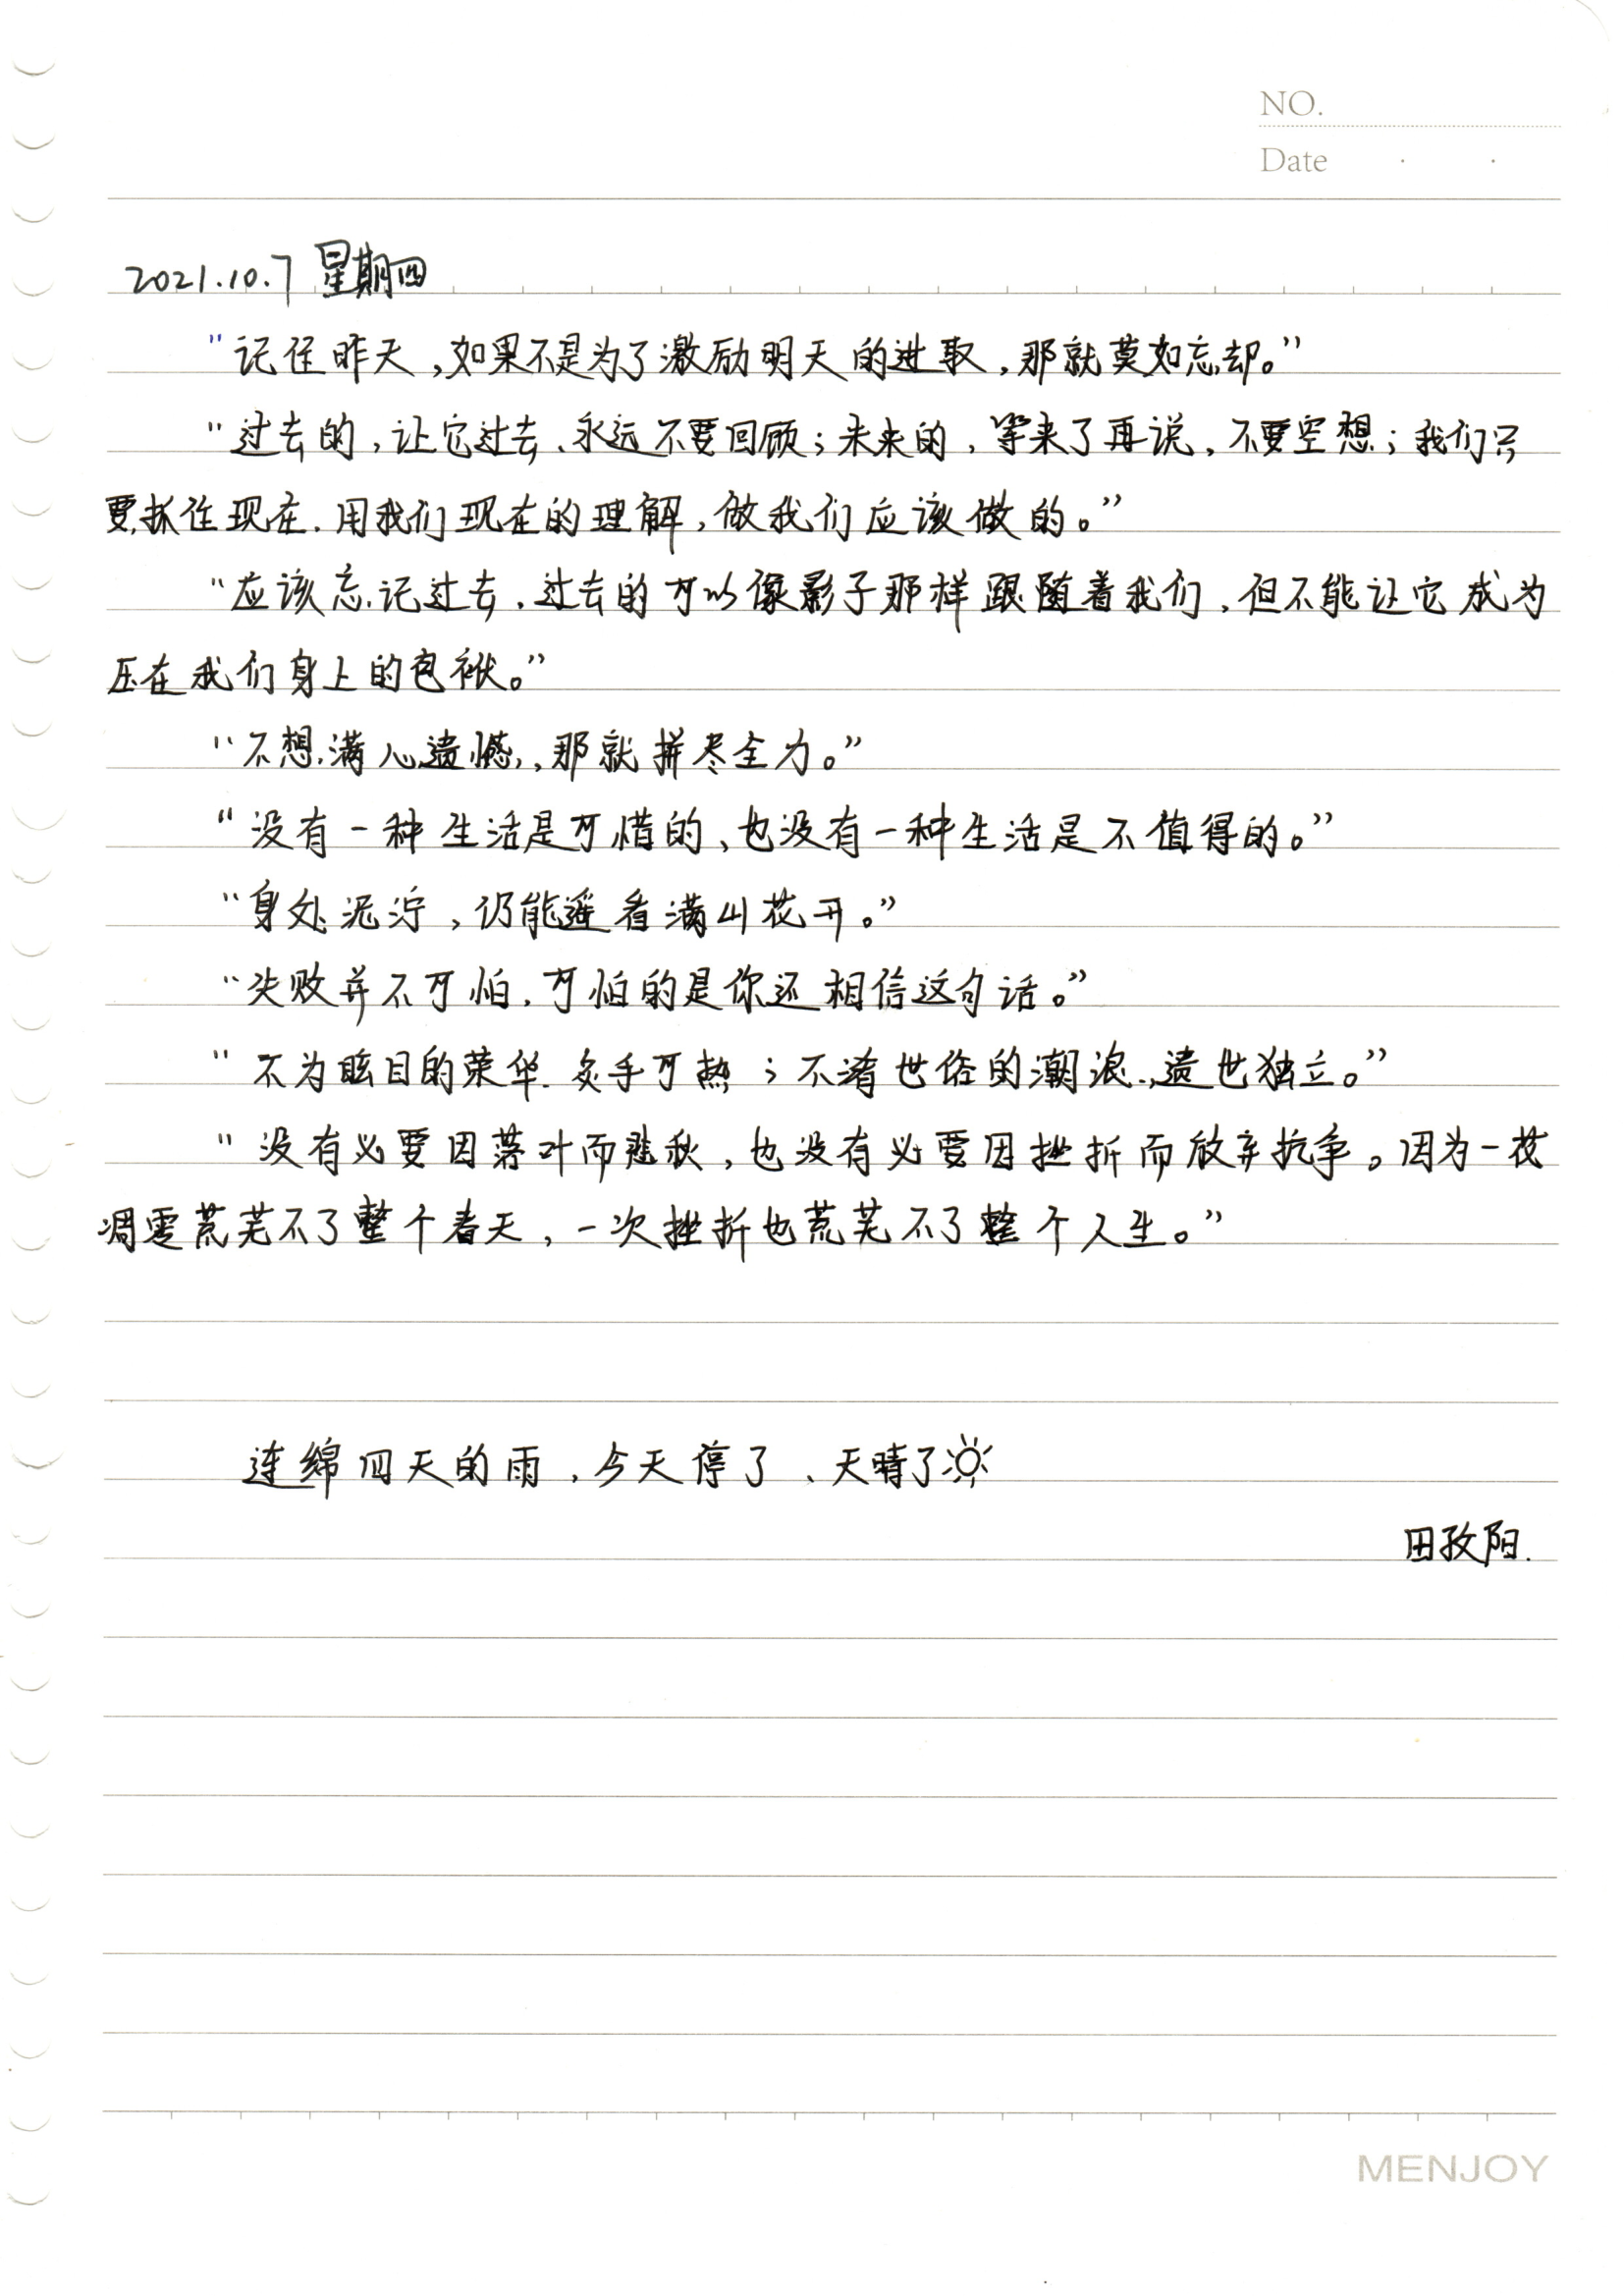 NO.
Date · ·
2021.10.7 星期四
“记住昨天,如果不是为了激励明天的进取,那就莫如忘却。”
“过去的,让它过去、永远不要回顾;未来的,等来了再说,不要空想;我们只
要抓住现在.用我们现在的理解,做我们应该做的。”
“应该忘记过去,过去的可以像影子那样跟随着我们,但不能让它成为
压在我们身上的包袱。”
“不想满心遗憾,那就拼尽全力。”
“没有一种生活是可惜的、也没有一种生活是不值得的。”
“身处泥泞,仍能遥看满山花开。”
“失败并不可怕,可怕的是你还相信这句话。”
“不为眩目的荣华.炙手可热;不淆世俗的潮浪,遗世独立。”
“没有必要因落叶而悲秋,也没有必要因挫折而放弃抗争。因为一花
凋零荒芜不了整个春天,一次挫折也荒芜不了整个人生。”
连绵四天的雨,今天停了、天晴了
田孜阳.
MENJOY